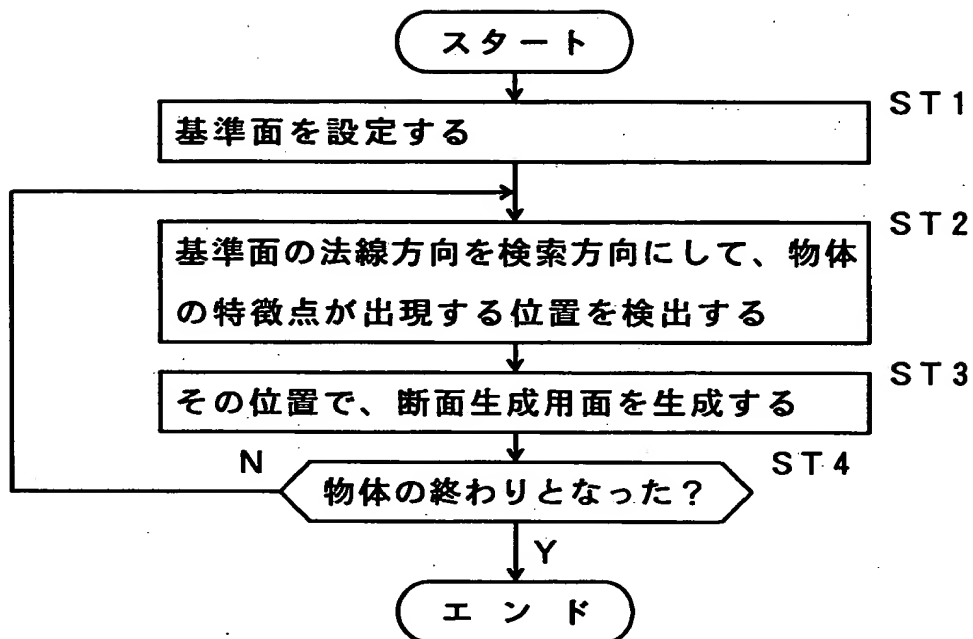 スタート
ST1
基準面を設定する
ST2
基準面の法線方向を検索方向にして、物体
の特徴点が出現する位置を検出する
ST3
その位置で、断面生成用面を生成する
N
ST4
物体の終わりとなった?
Y
エンド